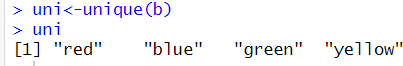 > uni<-unique(b)
> uni
[1] "red"    "blue"   "green"  "yellow"